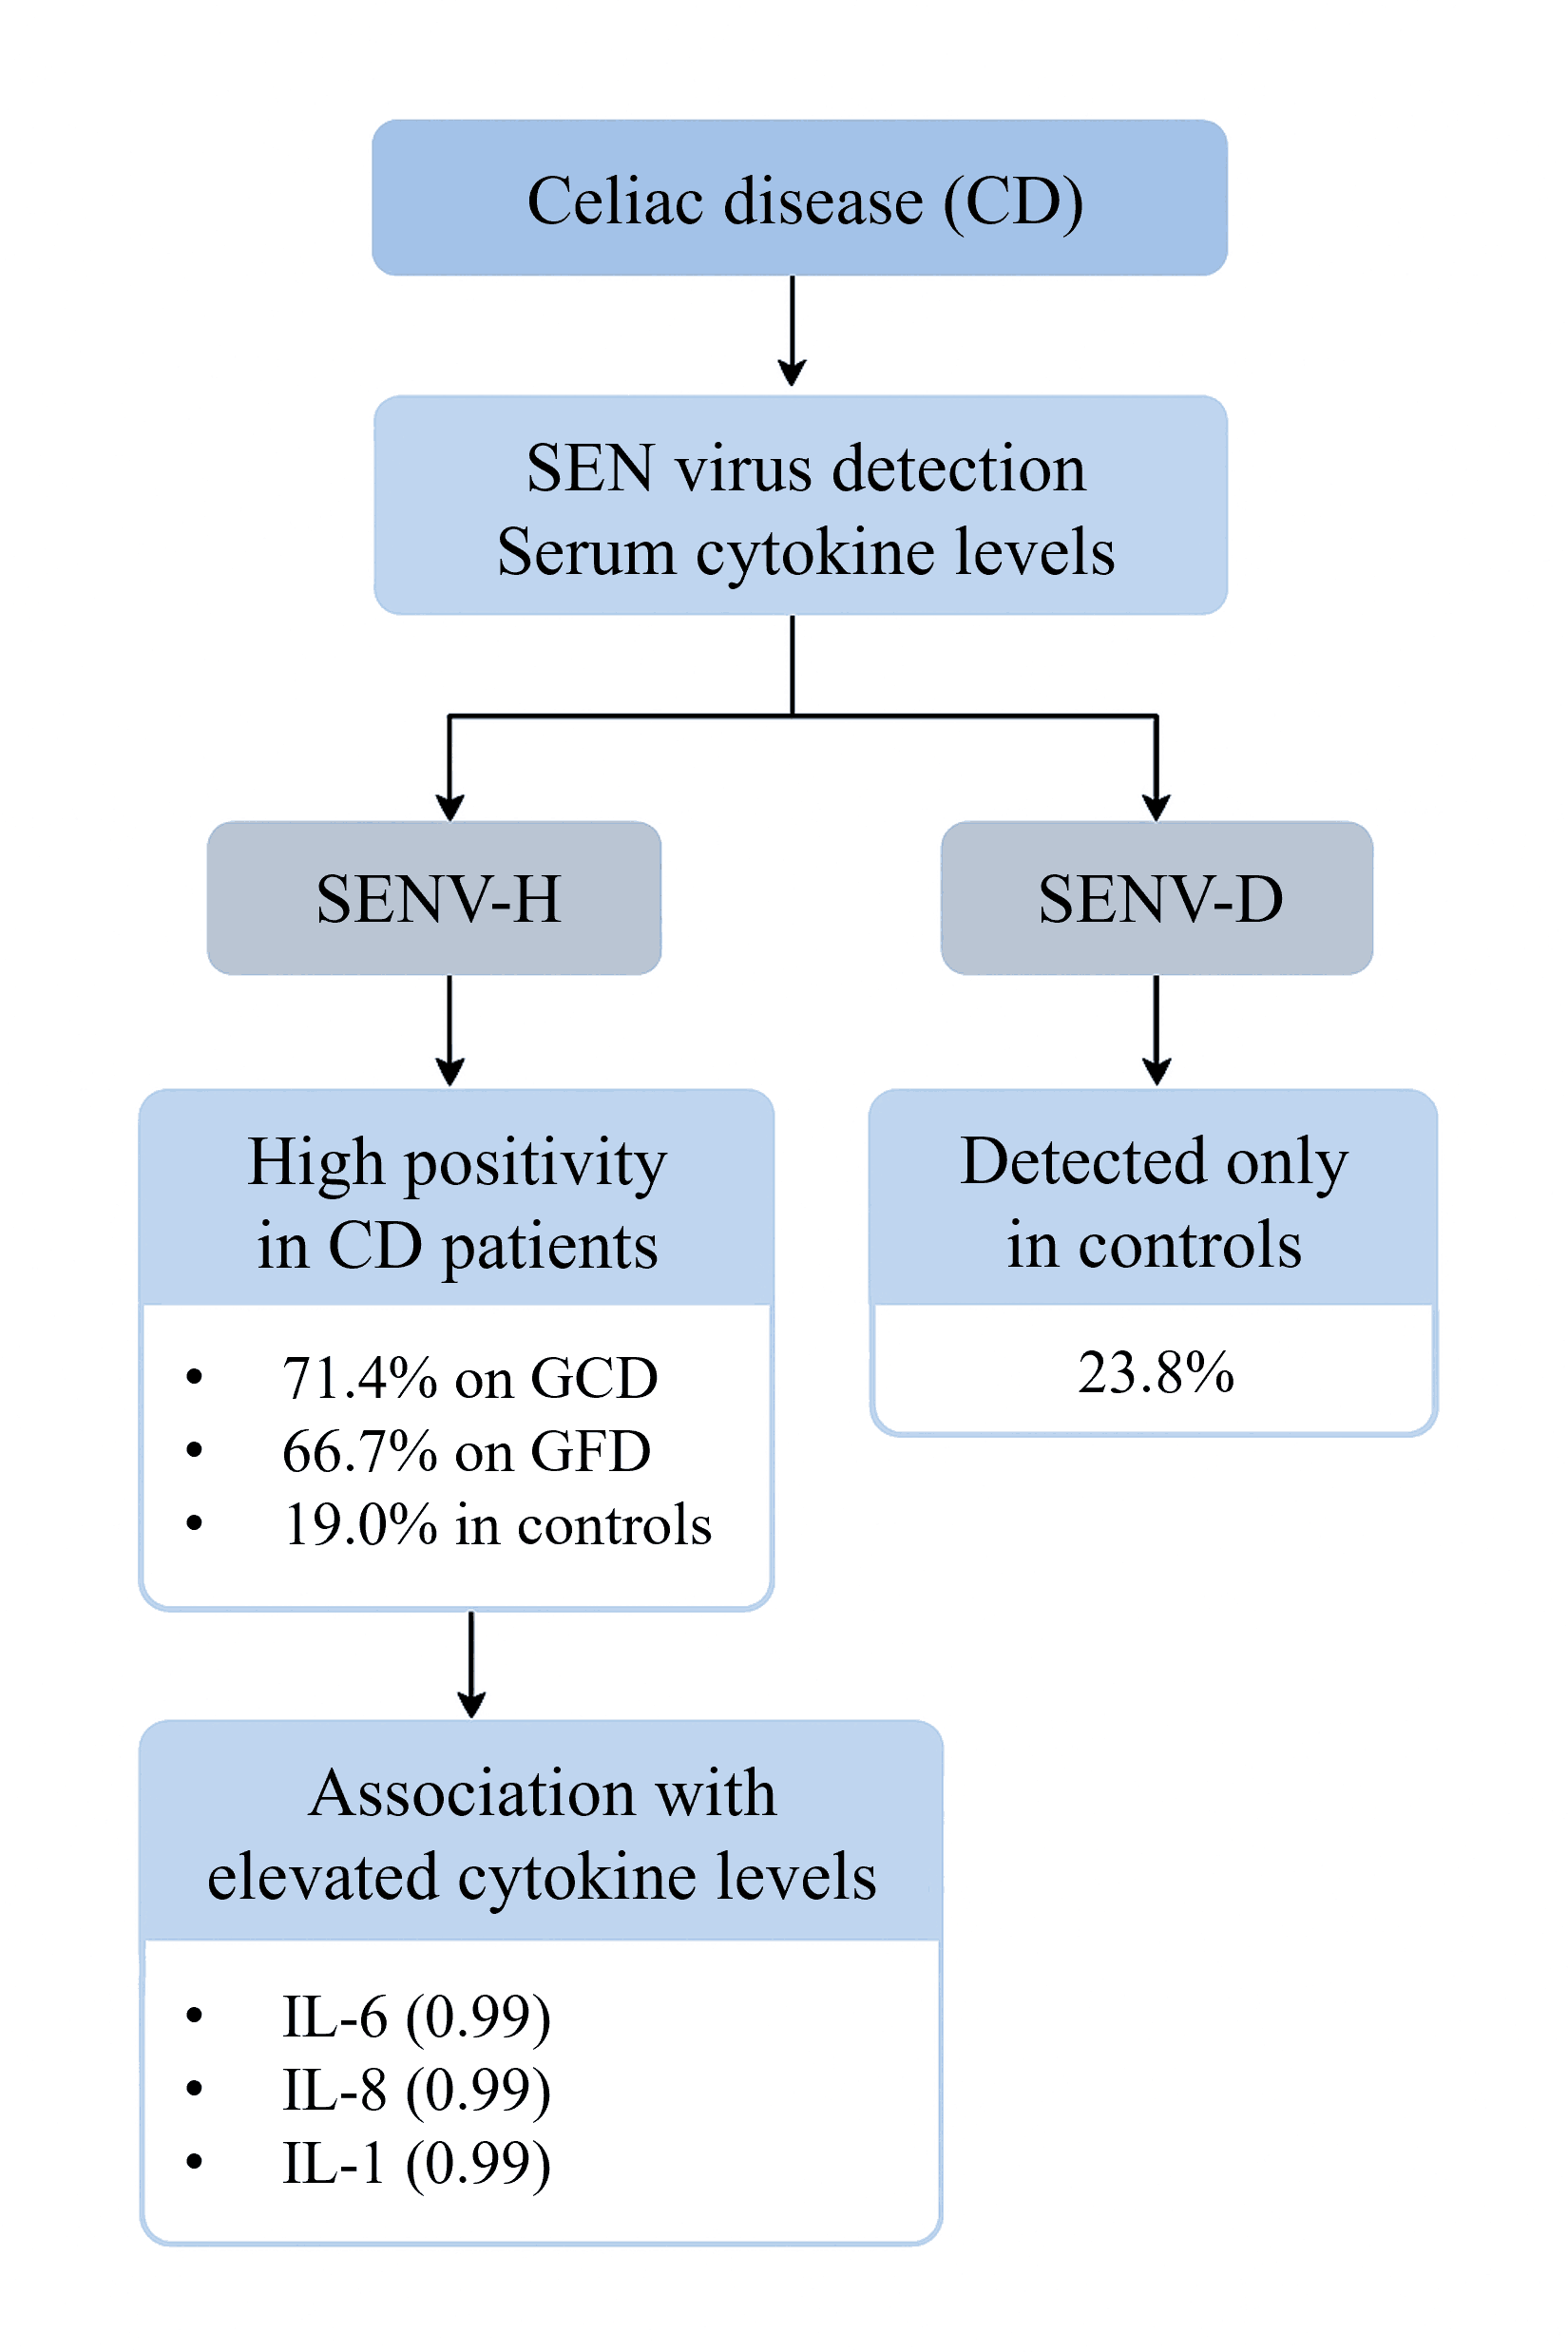 Celiac disease (CD)
SEN virus detection
Serum cytokine levels
SENV-H
SENV-D
High positivity
in CD patients
• 71.4% on GCD
• 66.7% on GFD
• 19.0% in controls
Detected only
in controls
23.8%
Association with
elevated cytokine levels
• IL-6 (0.99)
• IL-8 (0.99)
• IL-1 (0.99)